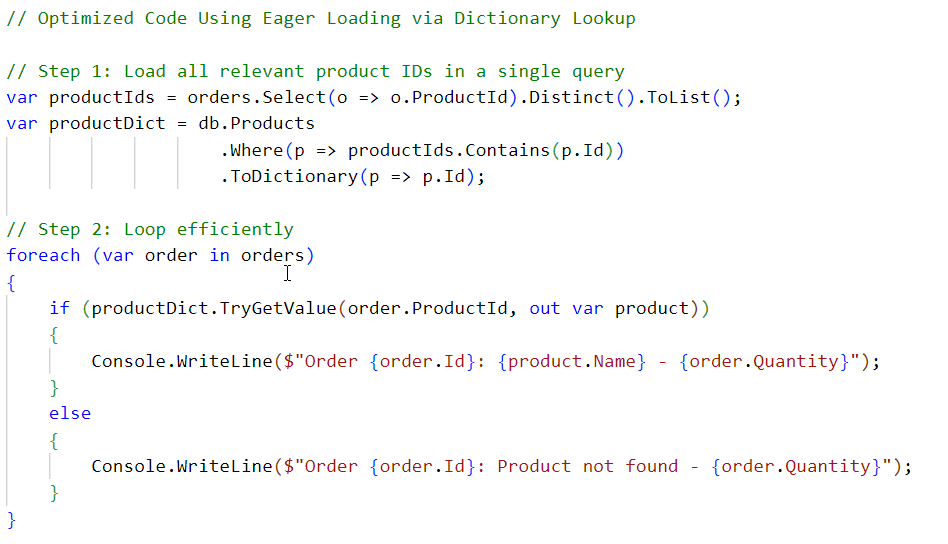 // Optimized Code Using Eager Loading via Dictionary Lookup
// Step 1: Load all relevant product IDs in a single query
var productIds = orders.Select(o => o.ProductId).Distinct().ToList();
var productDict = db.Products
                    .Where(p => productIds.Contains(p.Id))
                    .ToDictionary(p => p.Id);
// Step 2: Loop efficiently
foreach (var order in orders)
{
    if (productDict.TryGetValue(order.ProductId, out var product))
    {
        Console.WriteLine($"Order {order.Id}: {product.Name} - {order.Quantity}");
    }
    else
    {
        Console.WriteLine($"Order {order.Id}: Product not found - {order.Quantity}");
    }
}